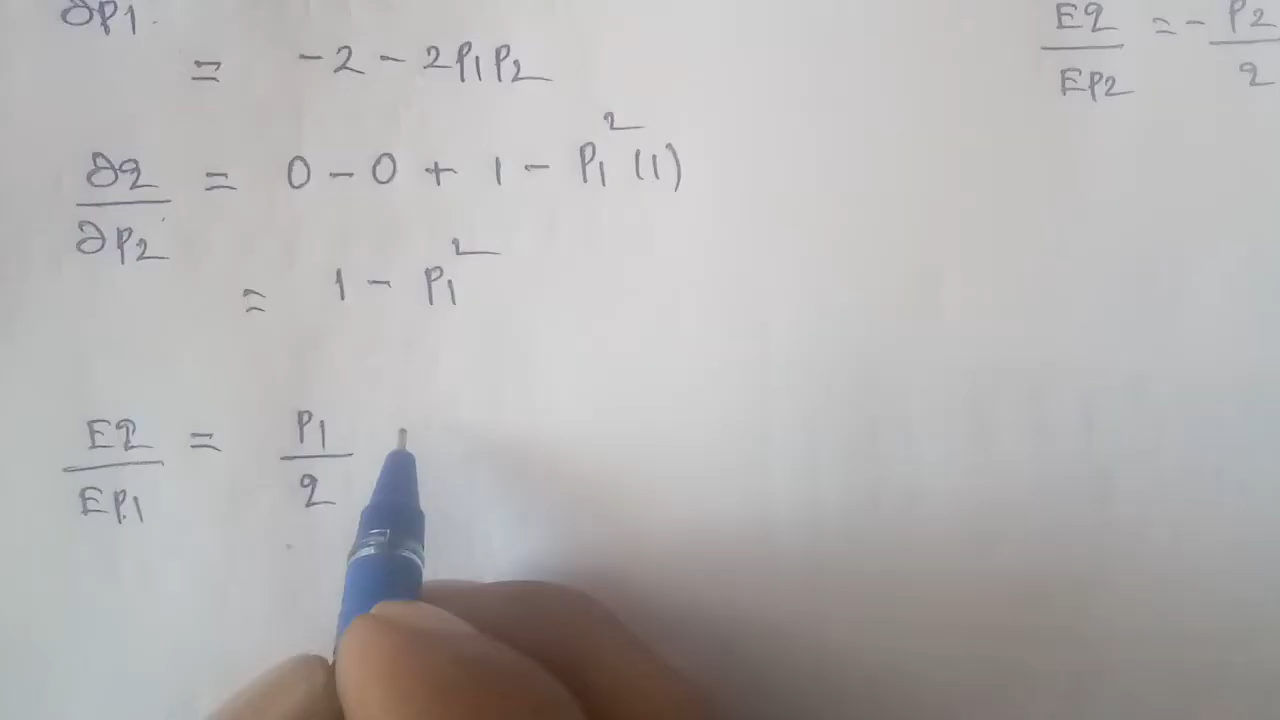 ∂p1
= -2 - 2p₁p₂
∂q/∂p₂ = 0 - 0 + 1 - p₁²(1)
= 1 - p₁²
Eq/Ep₁ = p₁/q
Eq/Ep₂ = - p₂/q